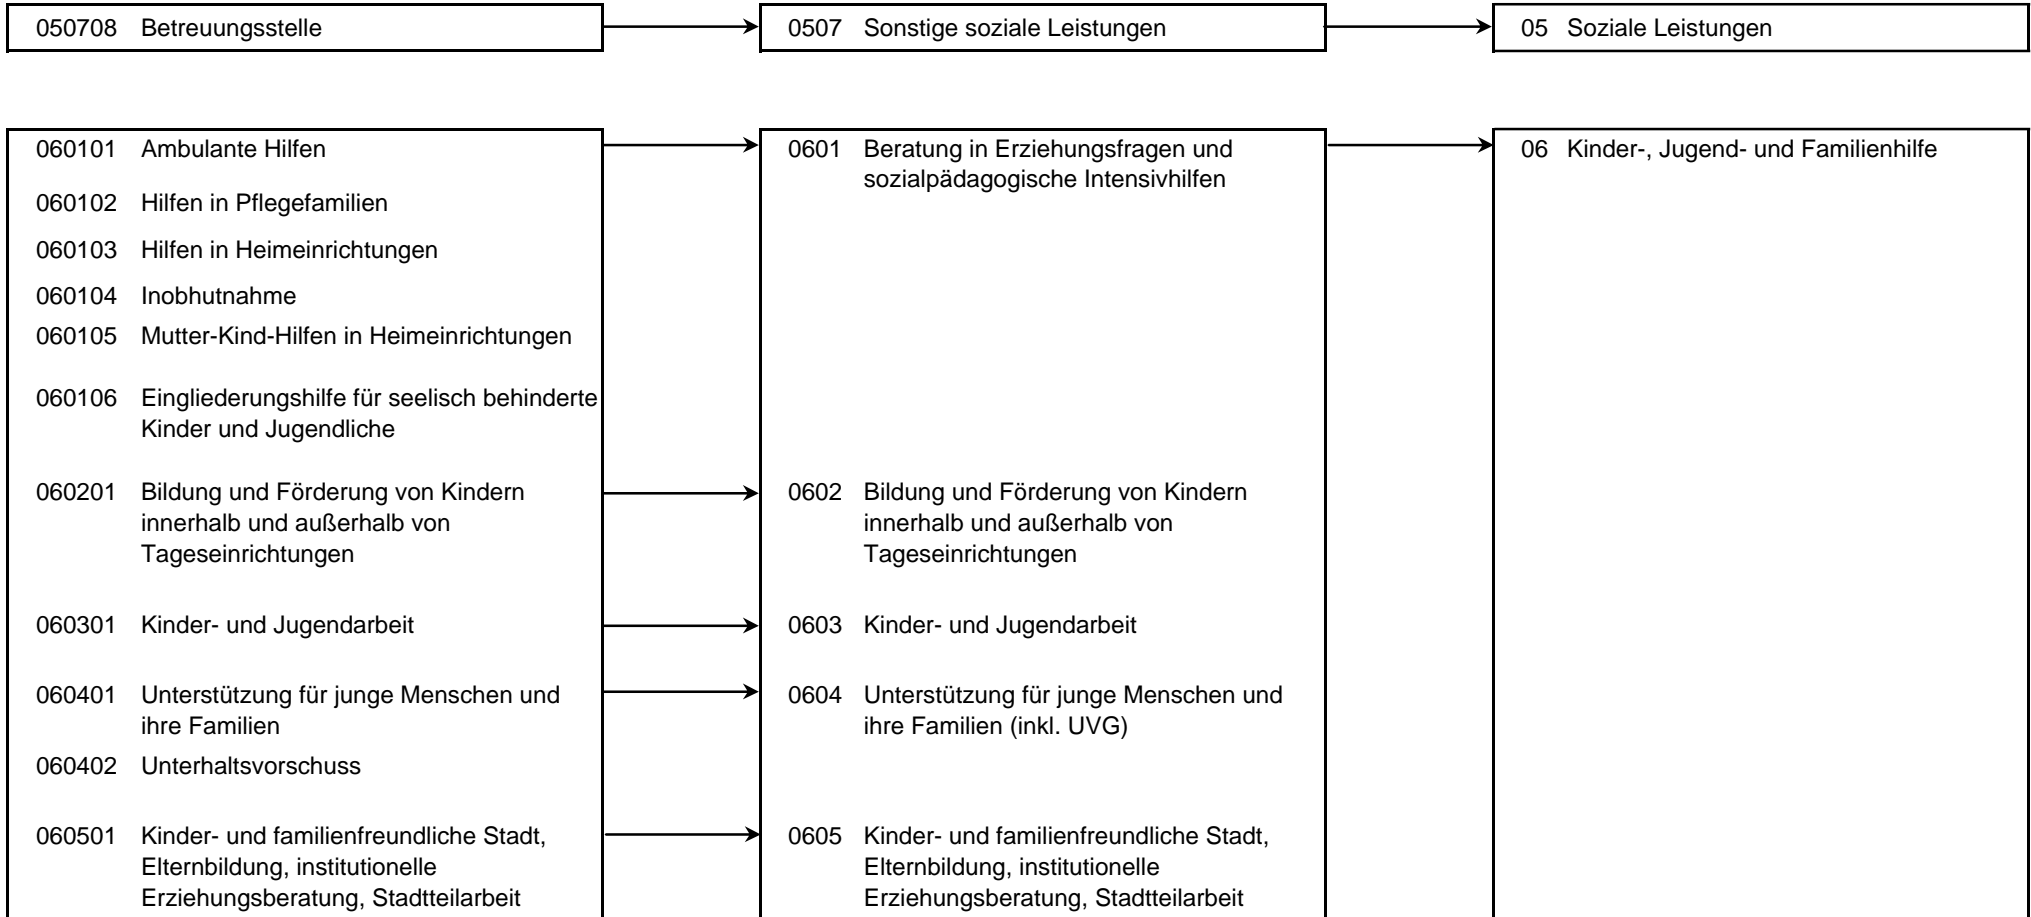 050708 Betreuungsstelle
0507 Sonstige soziale Leistungen
05 Soziale Leistungen
060101 Ambulante Hilfen
060102 Hilfen in Pflegefamilien
060103 Hilfen in Heimeinrichtungen
060104 Inobhutnahme
060105 Mutter-Kind-Hilfen in Heimeinrichtungen
060106 Eingliederungshilfe für seelisch behinderte
Kinder und Jugendliche
060201 Bildung und Förderung von Kindern
innerhalb und außerhalb von
Tageseinrichtungen
060301 Kinder- und Jugendarbeit
060401 Unterstützung für junge Menschen und
ihre Familien
060402 Unterhaltsvorschuss
060501 Kinder- und familienfreundliche Stadt,
Elternbildung, institutionelle
Erziehungsberatung, Stadtteilarbeit
0601 Beratung in Erziehungsfragen und
sozialpädagogische Intensivhilfen
0602 Bildung und Förderung von Kindern
innerhalb und außerhalb von
Tageseinrichtungen
0603 Kinder- und Jugendarbeit
0604 Unterstützung für junge Menschen und
ihre Familien (inkl. UVG)
0605 Kinder- und familienfreundliche Stadt,
Elternbildung, institutionelle
Erziehungsberatung, Stadtteilarbeit
06 Kinder-, Jugend- und Familienhilfe